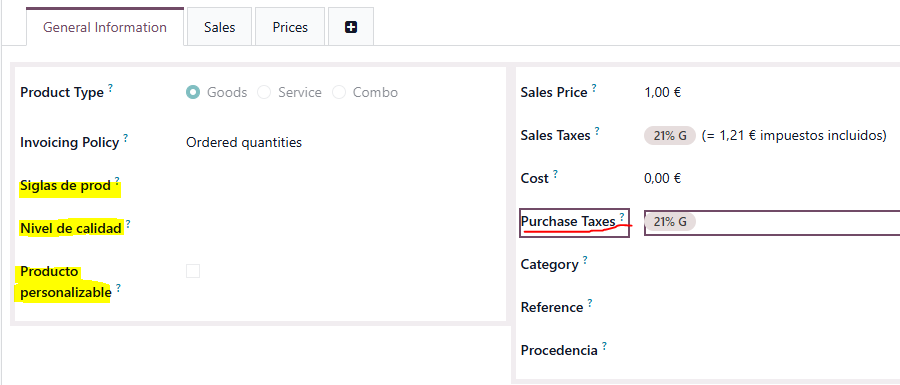 General Information
Sales
Prices
Product Type ?
Goods
Service
Combo
Invoicing Policy ?
Ordered quantities
Siglas de prod ?
Nivel de calidad ?
Producto
personalizable ?
Sales Price ?
1,00 €
Sales Taxes ?
21% G (= 1,21 € impuestos incluidos)
Cost ?
0,00 €
Purchase Taxes ?
21% G
Category ?
Reference ?
Procedencia ?